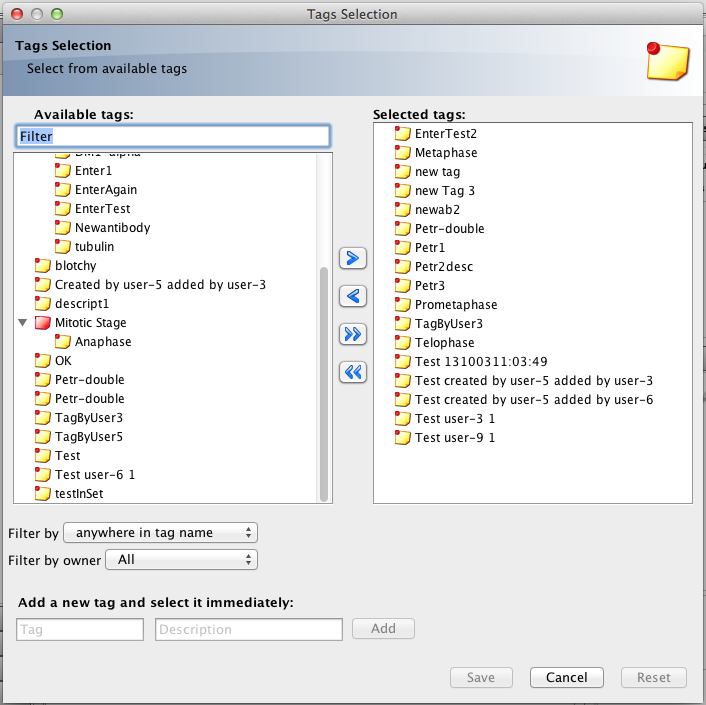 Tags Selection
Tags Selection
Select from available tags
Available tags:
Filter
Enter1
EnterAgain
EnterTest
Newantibody
tubulin
blotchy
Created by user-5 added by user-3
descript1
Mitotic Stage
Anaphase
OK
Petr-double
Petr-double
TagByUser3
TagByUser5
Test
Test user-6 1
testInSet
Selected tags:
EnterTest2
Metaphase
new tag
new Tag 3
newab2
Petr-double
Petr1
Petr2desc
Petr3
Prometaphase
TagByUser3
Telophase
Test 13100311:03:49
Test created by user-5 added by user-3
Test created by user-5 added by user-6
Test user-3 1
Test user-9 1
Filter by anywhere in tag name
Filter by owner All
Add a new tag and select it immediately:
Tag Description Add
Save Cancel Reset